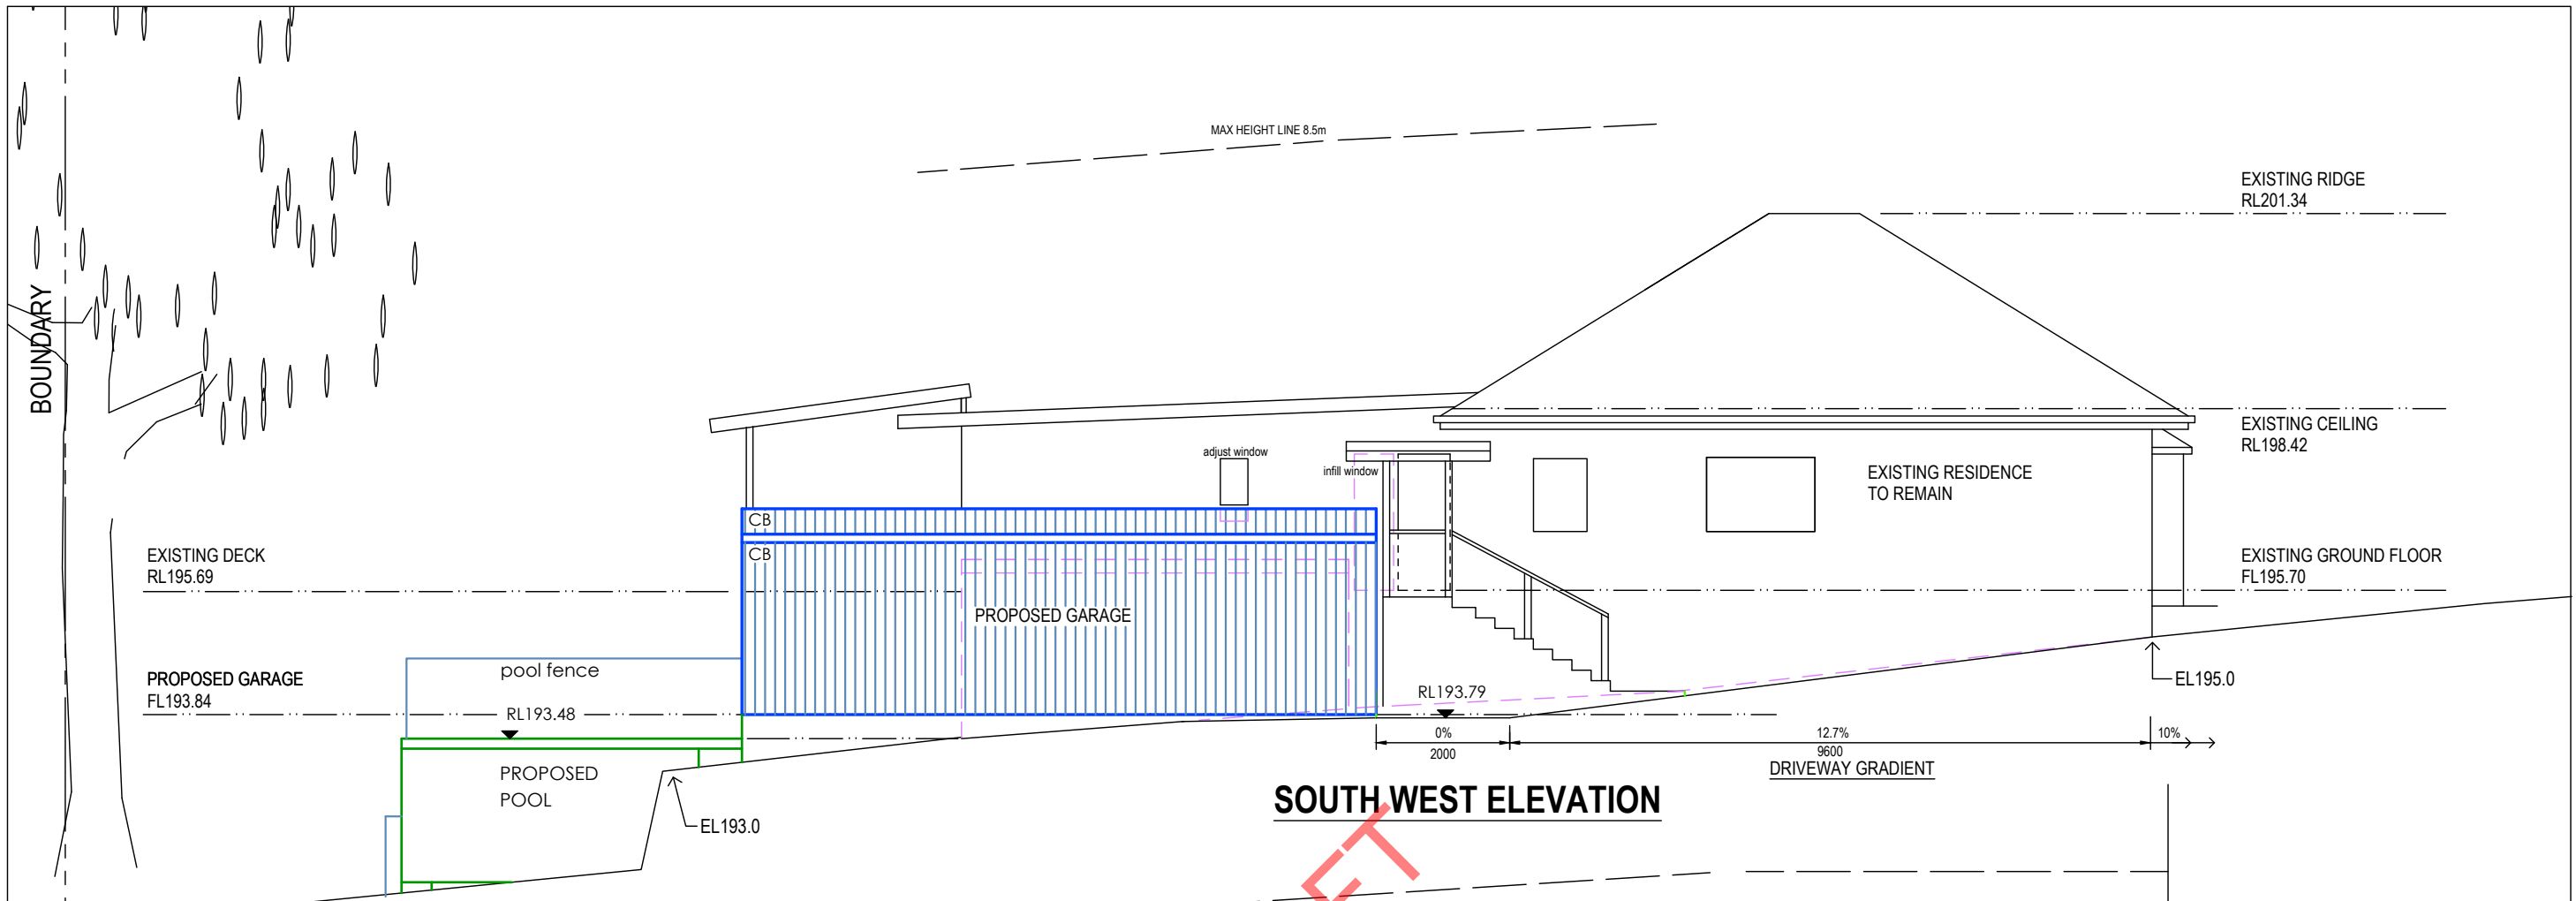 MAX HEIGHT LINE 8.5m
EXISTING RIDGE
RL201.34
BOUNDARY
EXISTING CEILING
RL198.42
adjust window
infill window
EXISTING RESIDENCE
TO REMAIN
CB
CB
EXISTING DECK
RL195.69
EXISTING GROUND FLOOR
FL195.70
PROPOSED GARAGE
pool fence
PROPOSED GARAGE
FL193.84
RL193.79
EL195.0
RL193.48
0%
2000
12.7%
9600
10%
DRIVEWAY GRADIENT
PROPOSED
POOL
SOUTH WEST ELEVATION
EL193.0